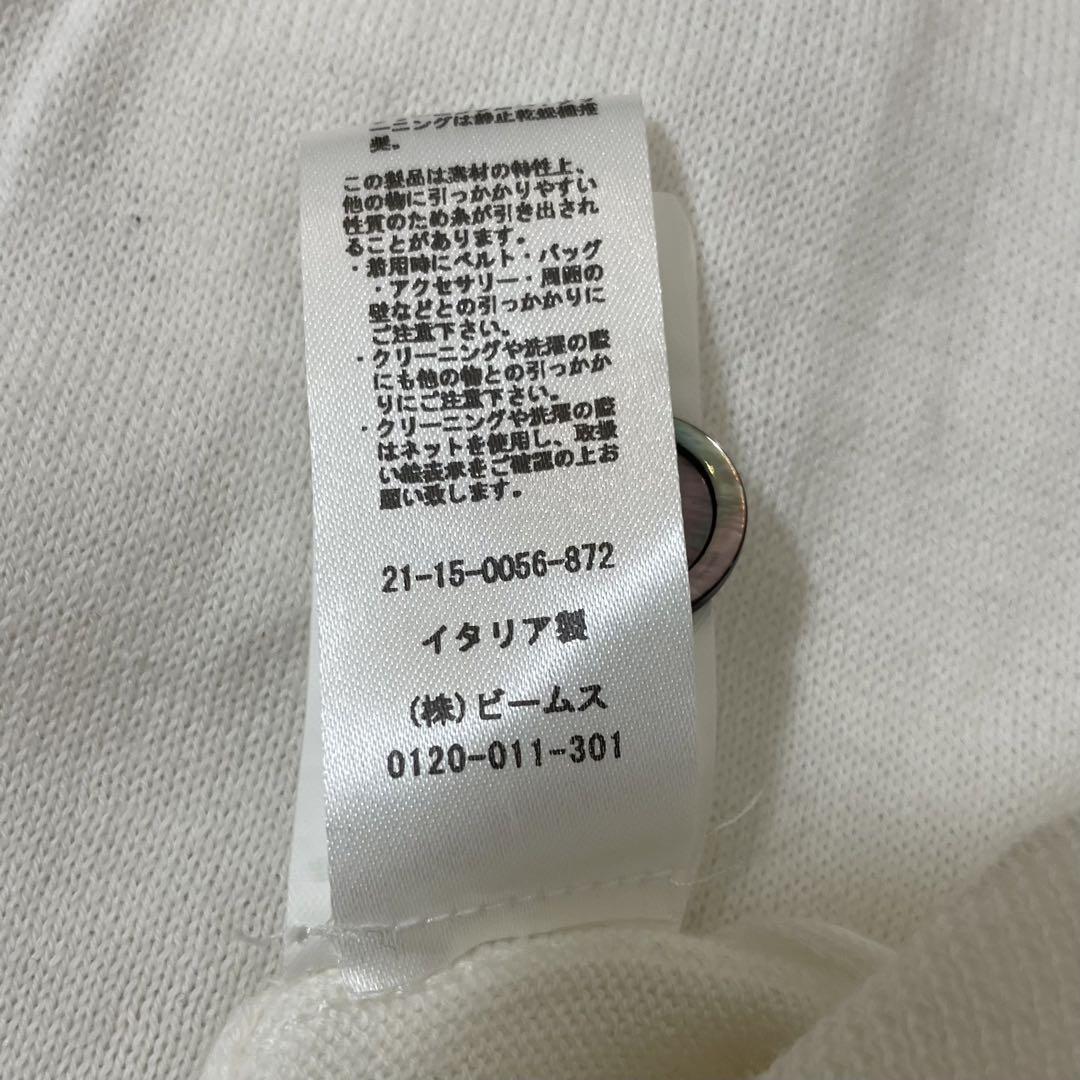 ニングは静止乾燥推
奨。
この製品は素材の特性上、
他の物に引っかかりやすい
性質のため糸が引き出され
ることがあります。
・着用時にベルト・バッグ
・アクセサリー・周囲の
壁などとの引っかかりに
ご注意下さい。
・クリーニングや洗濯の際
にも他の物との引っかか
りにご注意下さい。
・クリーニングや洗濯の際
はネットを使用し、取扱
い絵表示をご確認の上お
願い致します。
21-15-0056-872
イタリア製
(株)ビームス
0120-011-301